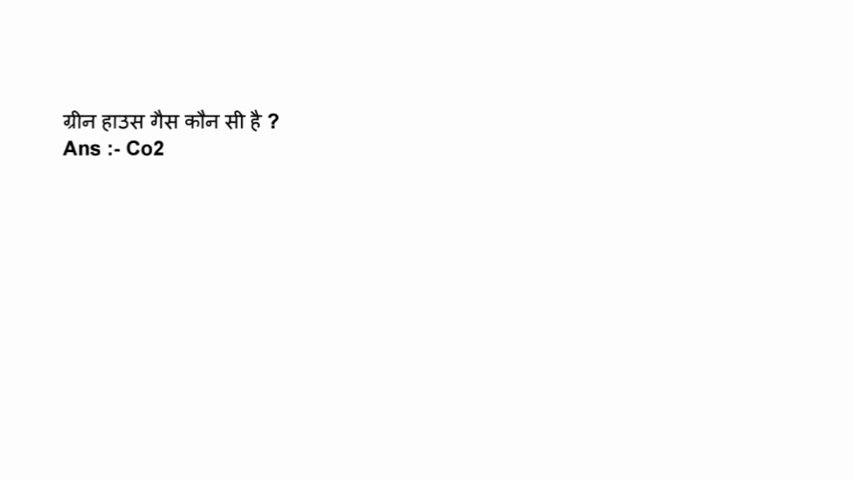 ग्रीन हाउस गैस कौन सी है ?
Ans :- Co2